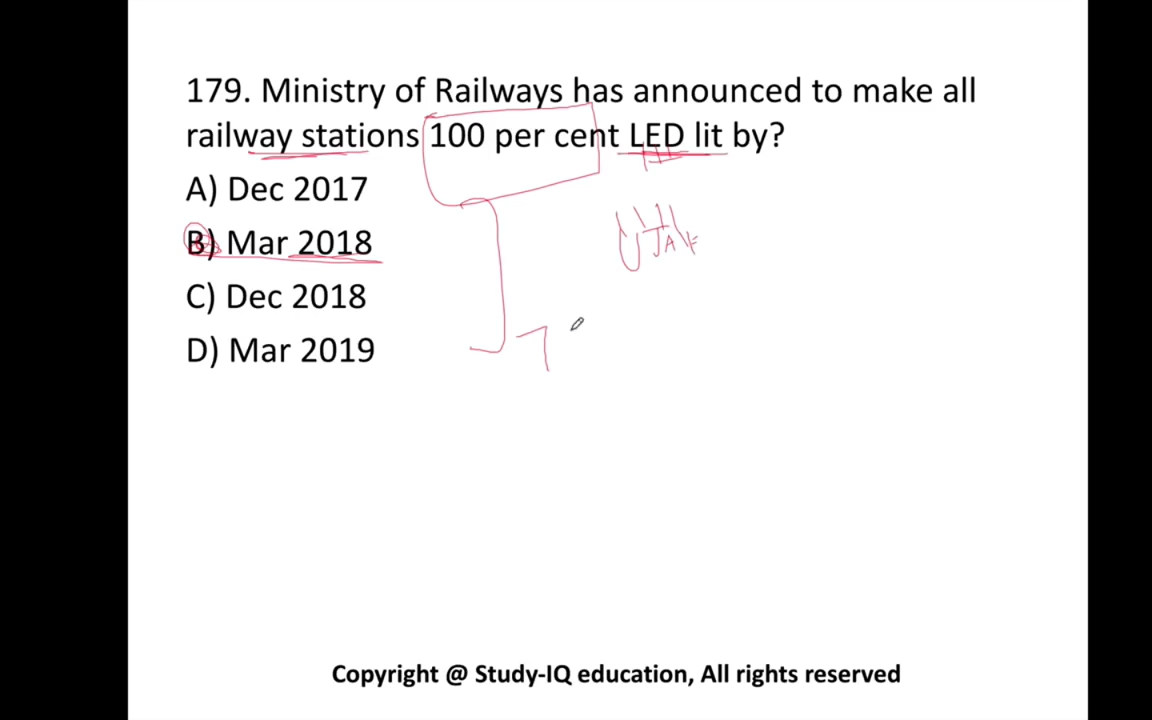 179. Ministry of Railways has announced to make all
railway stations 100 per cent LED lit by?
A) Dec 2017
B) Mar 2018
C) Dec 2018
D) Mar 2019
Copyright @ Study-IQ education, All rights reserved